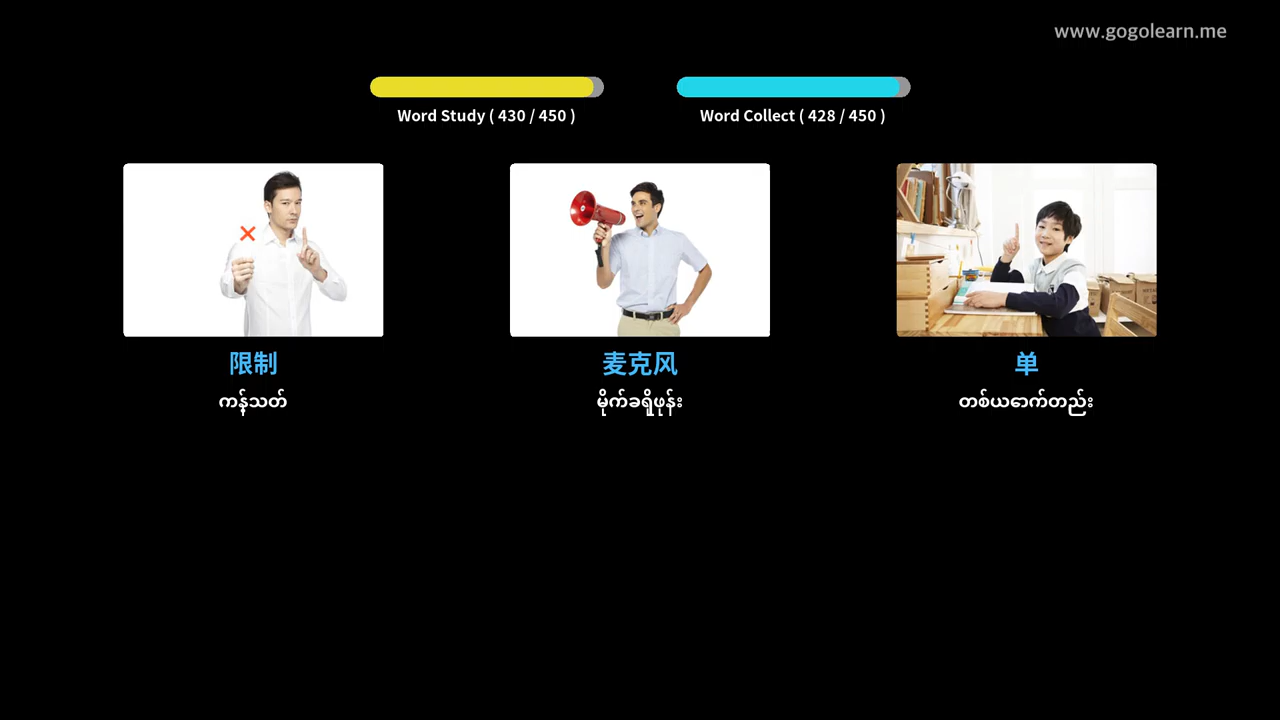 www.gogolearn.me
Word Study ( 430 / 450 )
Word Collect ( 428 / 450 )
限制
麦克风
单
ကန့်သတ်
မိုက်ခရိုဖုန်း
တစ်ယောက်တည်း